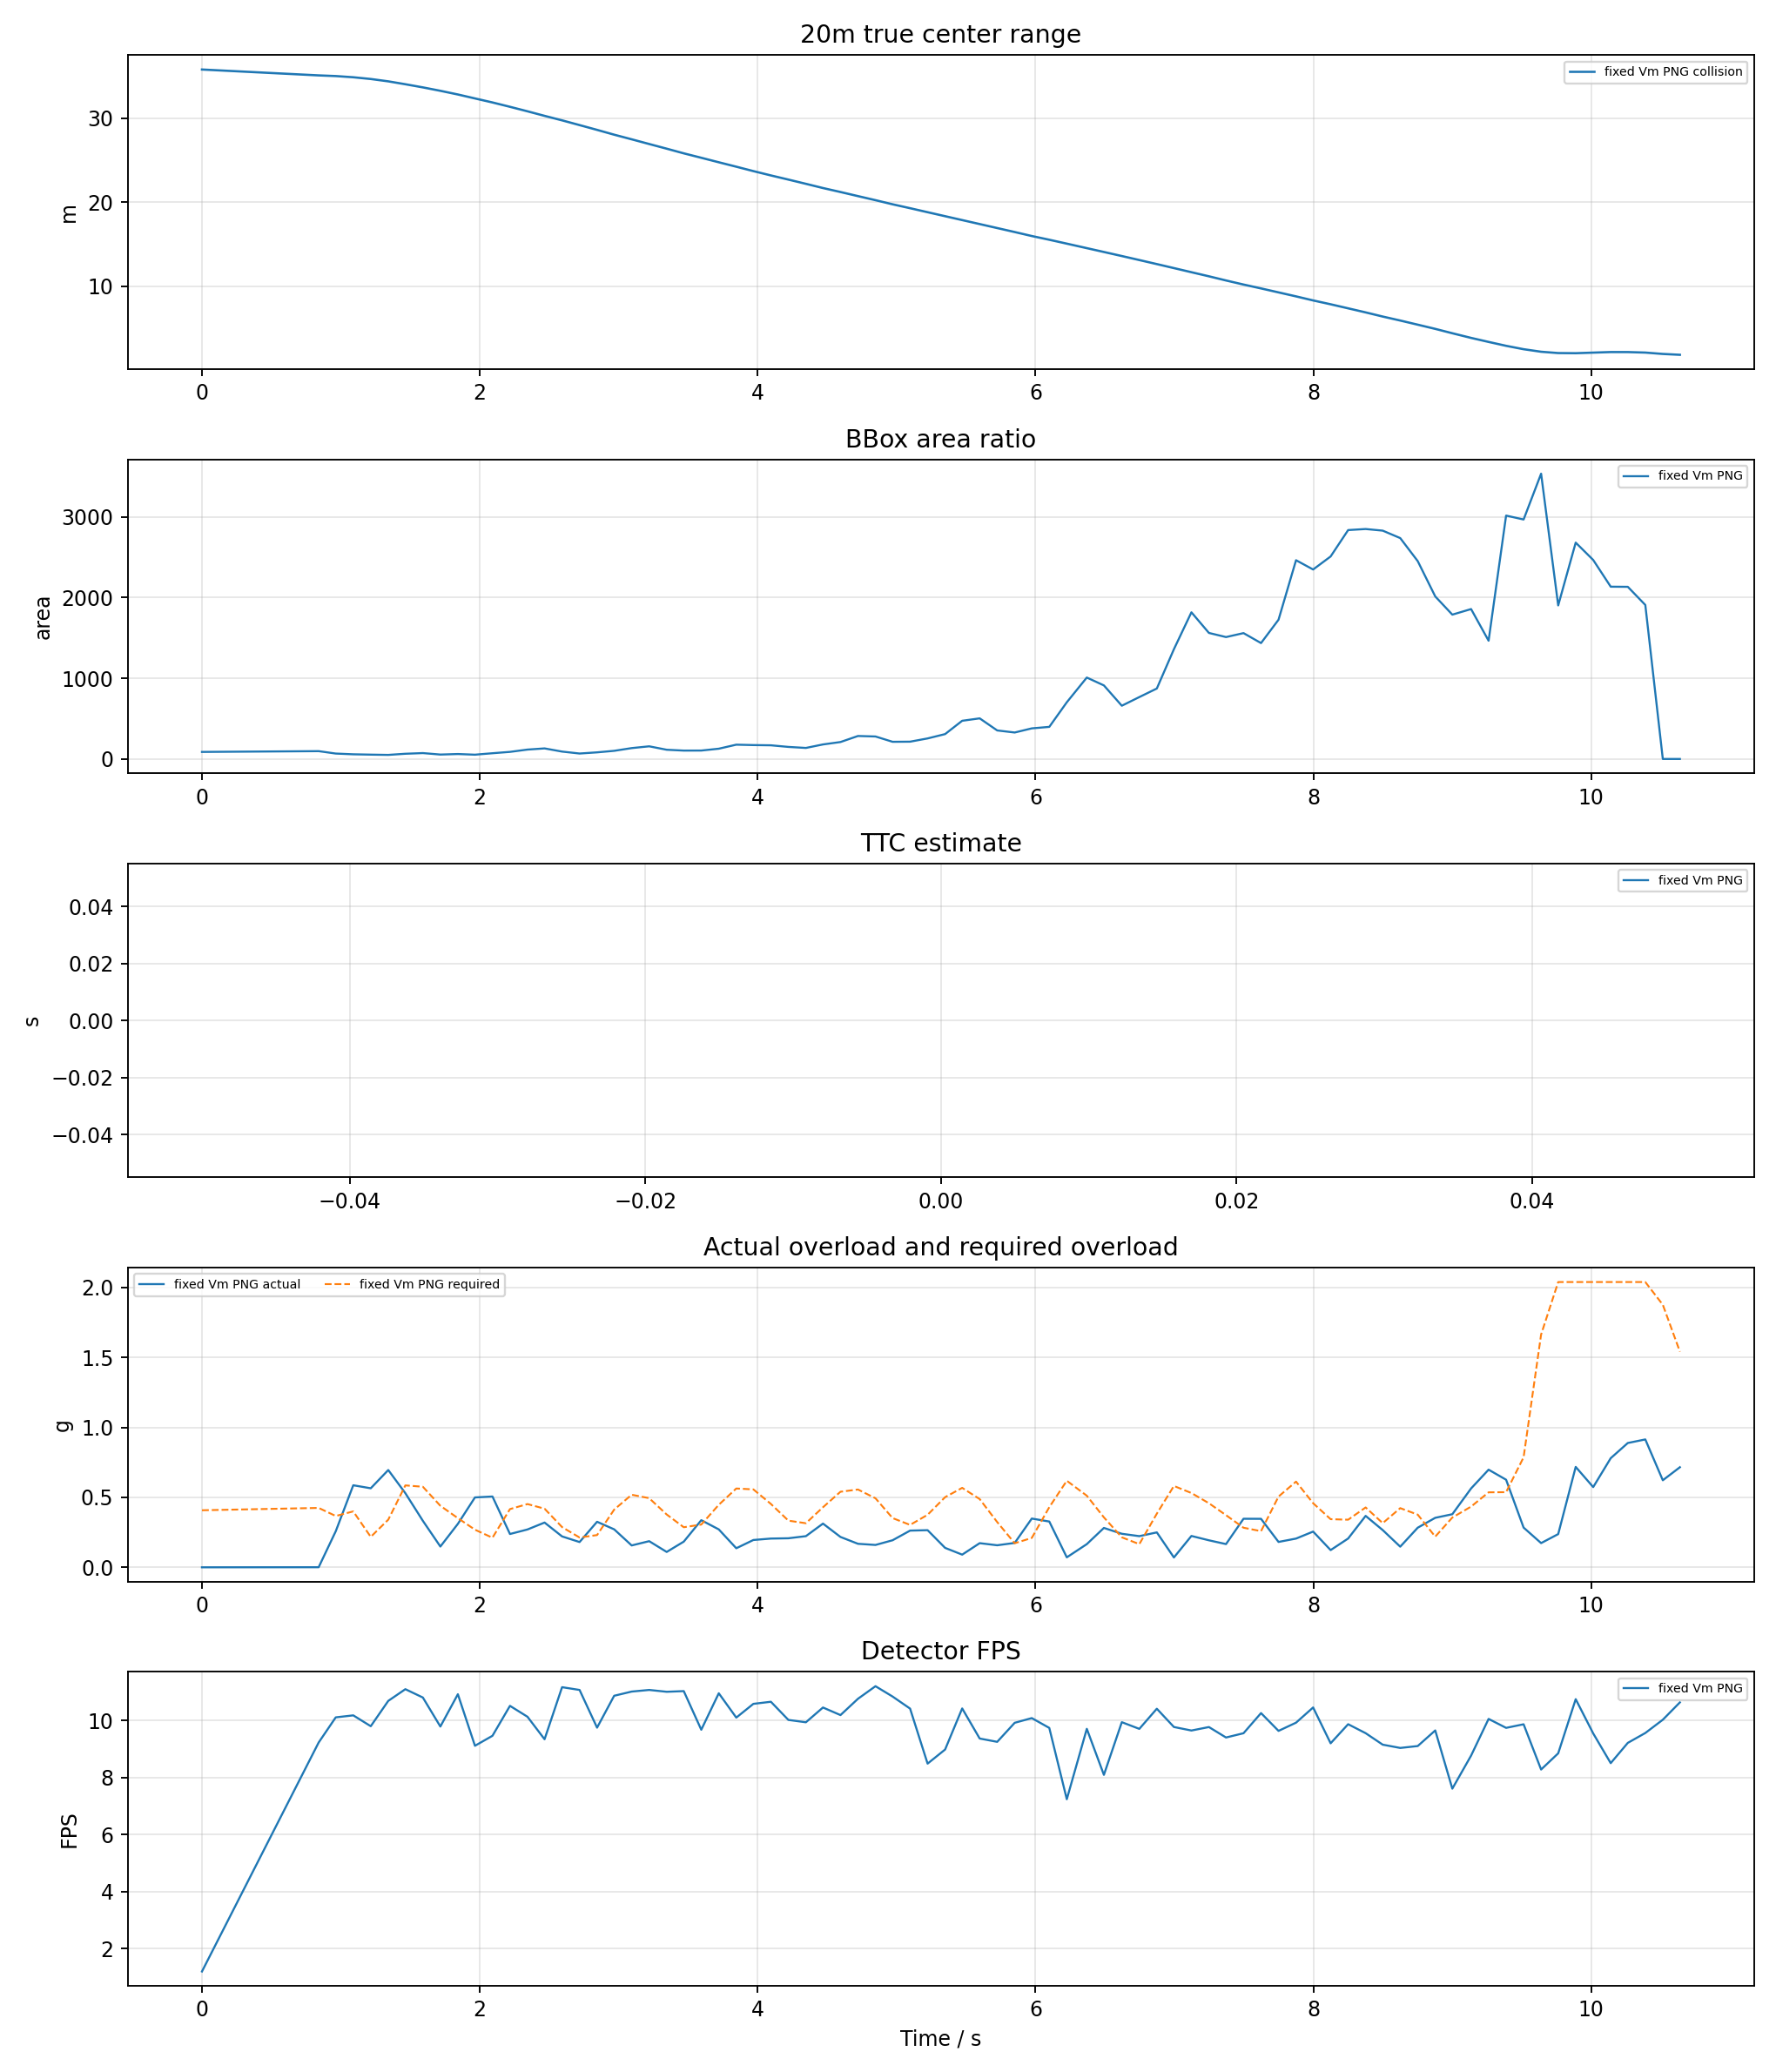 20m true center range
fixed Vm PNG collision
m
30
20
10
0 2 4 6 8 10
BBox area ratio
fixed Vm PNG
area
3000
2000
1000
0
0 2 4 6 8 10
TTC estimate
fixed Vm PNG
s
0.04
0.02
0.00
−0.02
−0.04
−0.04 −0.02 0.00 0.02 0.04
Actual overload and required overload
fixed Vm PNG actual fixed Vm PNG required
g
2.0
1.5
1.0
0.5
0.0
0 2 4 6 8 10
Detector FPS
fixed Vm PNG
FPS
10
8
6
4
2
0 2 4 6 8 10
Time / s